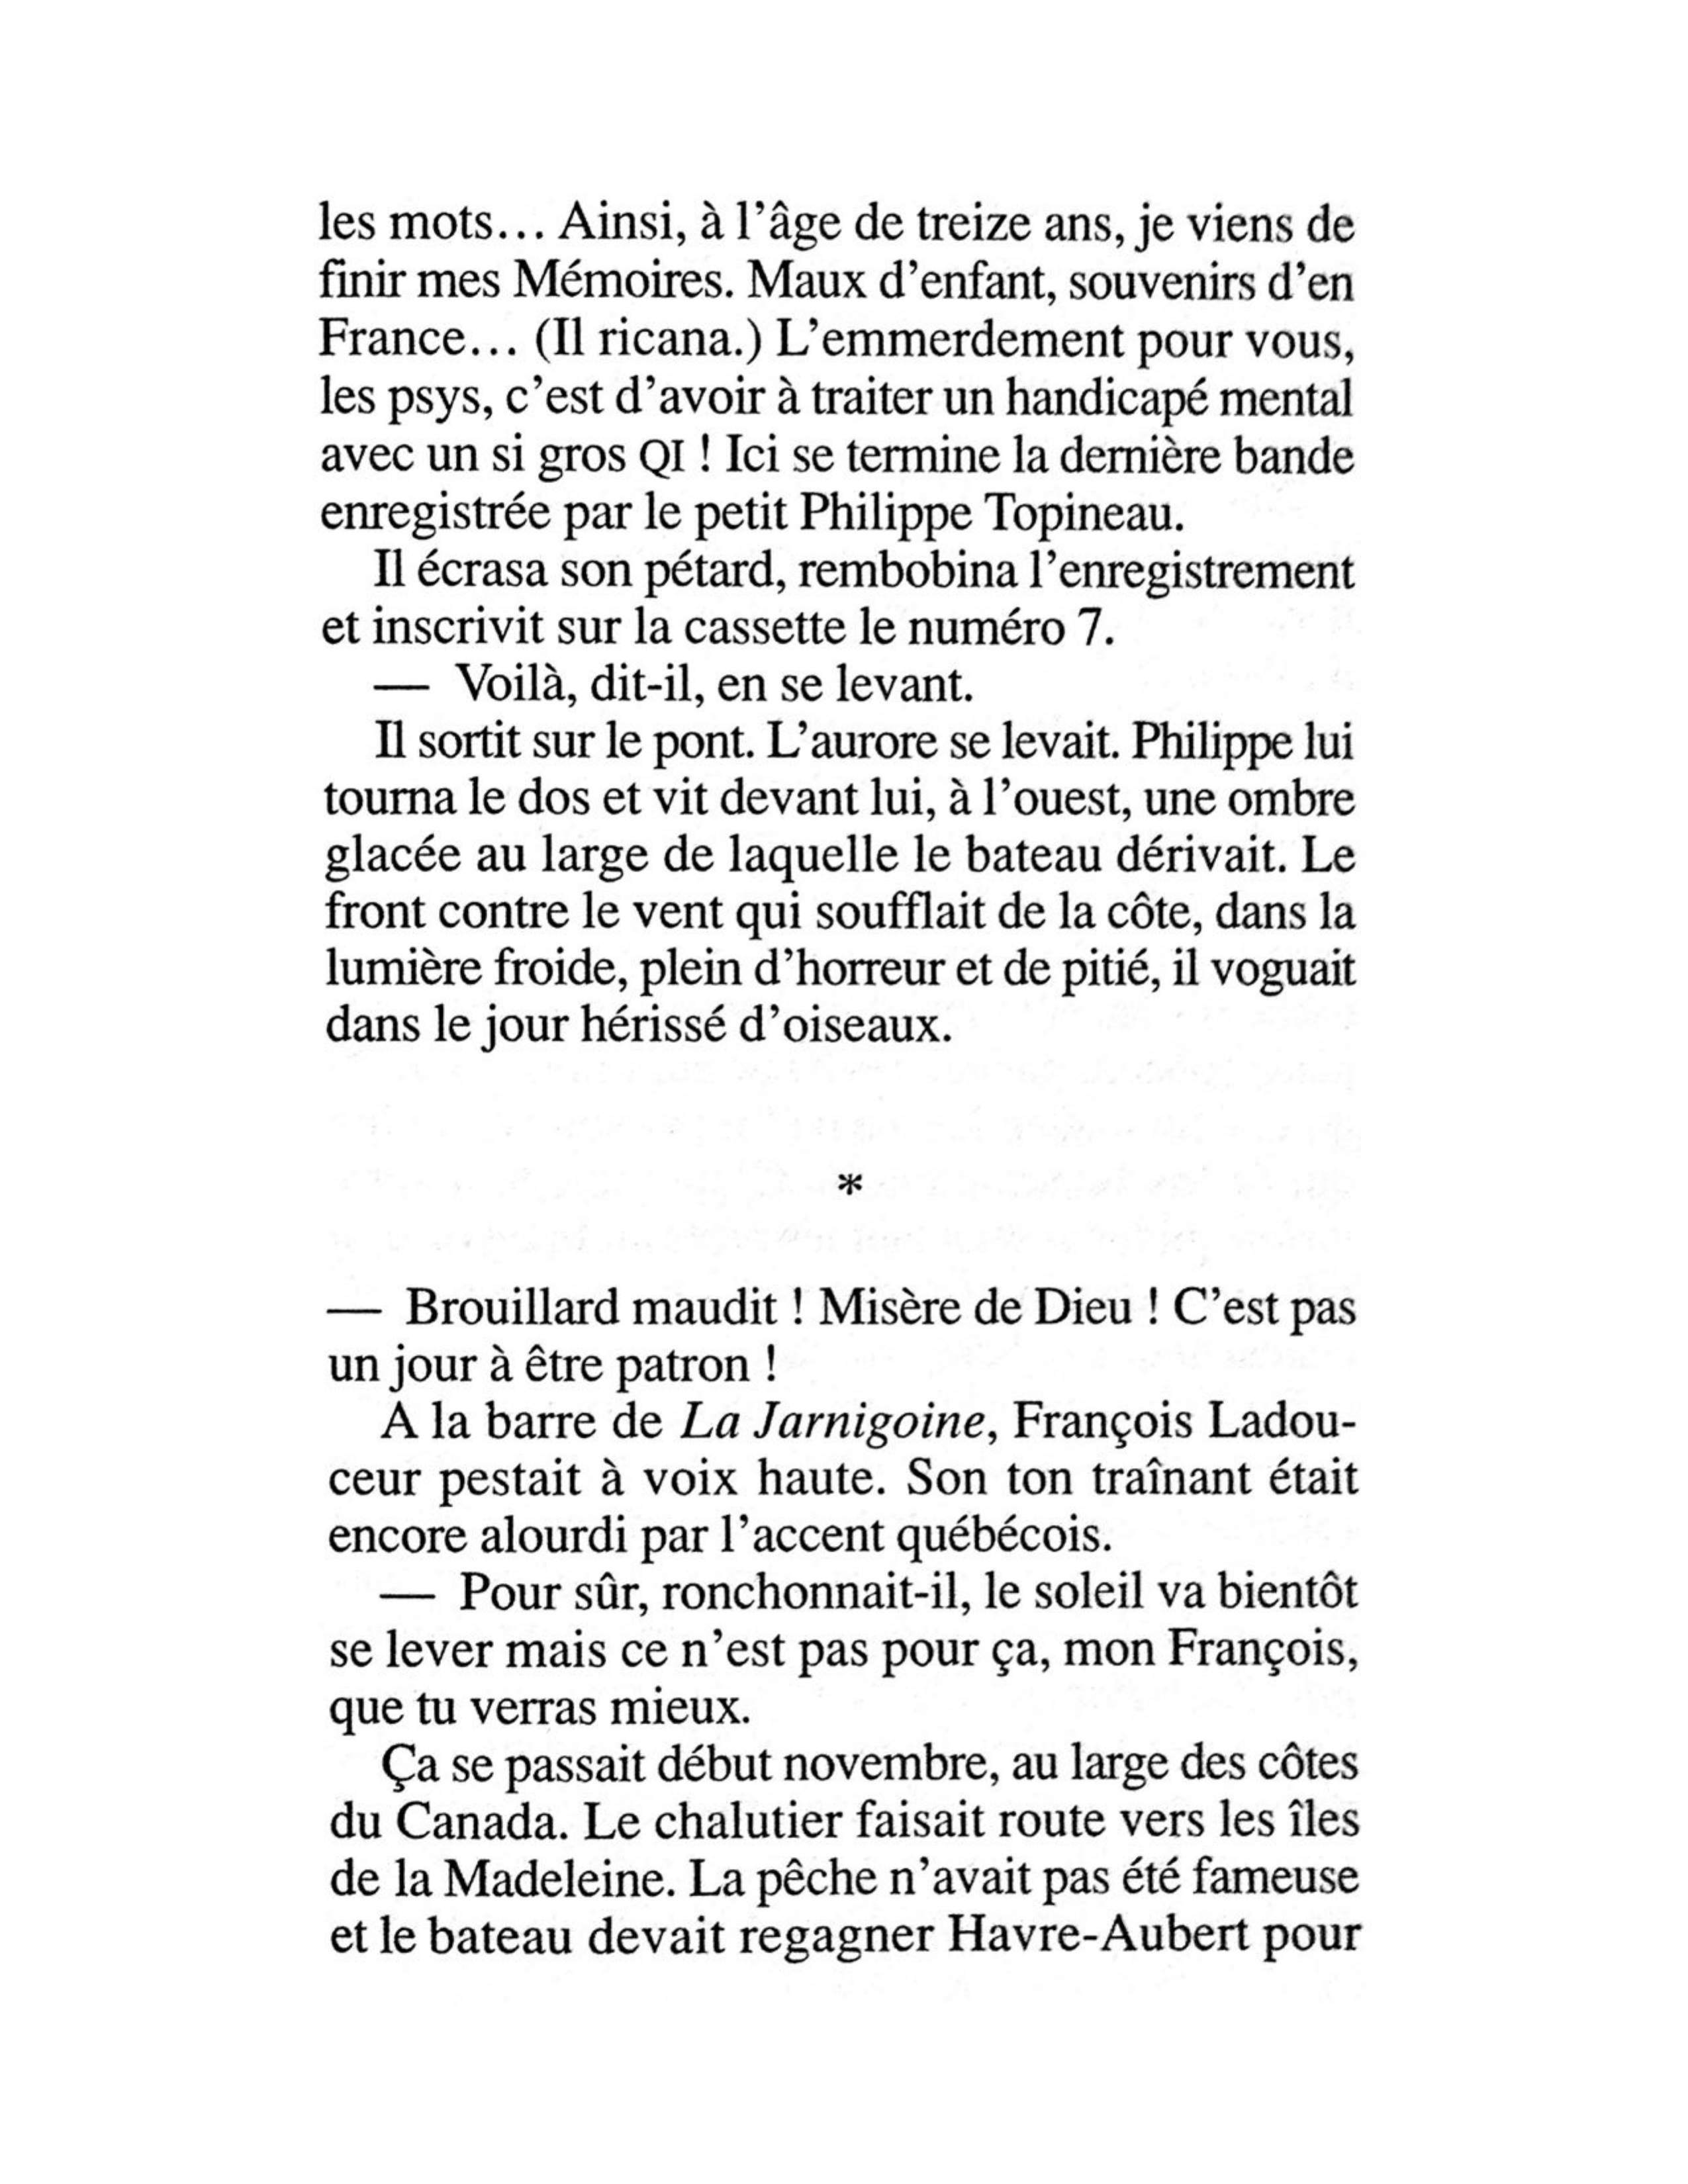 les mots… Ainsi, à l'âge de treize ans, je viens de
finir mes Mémoires. Maux d'enfant, souvenirs d'en
France… (Il ricana.) L'emmerdement pour vous,
les psys, c'est d'avoir à traiter un handicapé mental
avec un si gros QI ! Ici se termine la dernière bande
enregistrée par le petit Philippe Topineau.
Il écrasa son pétard, rembobina l'enregistrement
et inscrivit sur la cassette le numéro 7.
— Voilà, dit-il, en se levant.
Il sortit sur le pont. L'aurore se levait. Philippe lui
tourna le dos et vit devant lui, à l'ouest, une ombre
glacée au large de laquelle le bateau dérivait. Le
front contre le vent qui soufflait de la côte, dans la
lumière froide, plein d'horreur et de pitié, il voguait
dans le jour hérissé d'oiseaux.
*
— Brouillard maudit ! Misère de Dieu ! C'est pas
un jour à être patron !
A la barre de La Jarnigoine, François Ladou-
ceur pestait à voix haute. Son ton traînant était
encore alourdi par l'accent québécois.
— Pour sûr, ronchonnait-il, le soleil va bientôt
se lever mais ce n'est pas pour ça, mon François,
que tu verras mieux.
Ça se passait début novembre, au large des côtes
du Canada. Le chalutier faisait route vers les îles
de la Madeleine. La pêche n'avait pas été fameuse
et le bateau devait regagner Havre-Aubert pour